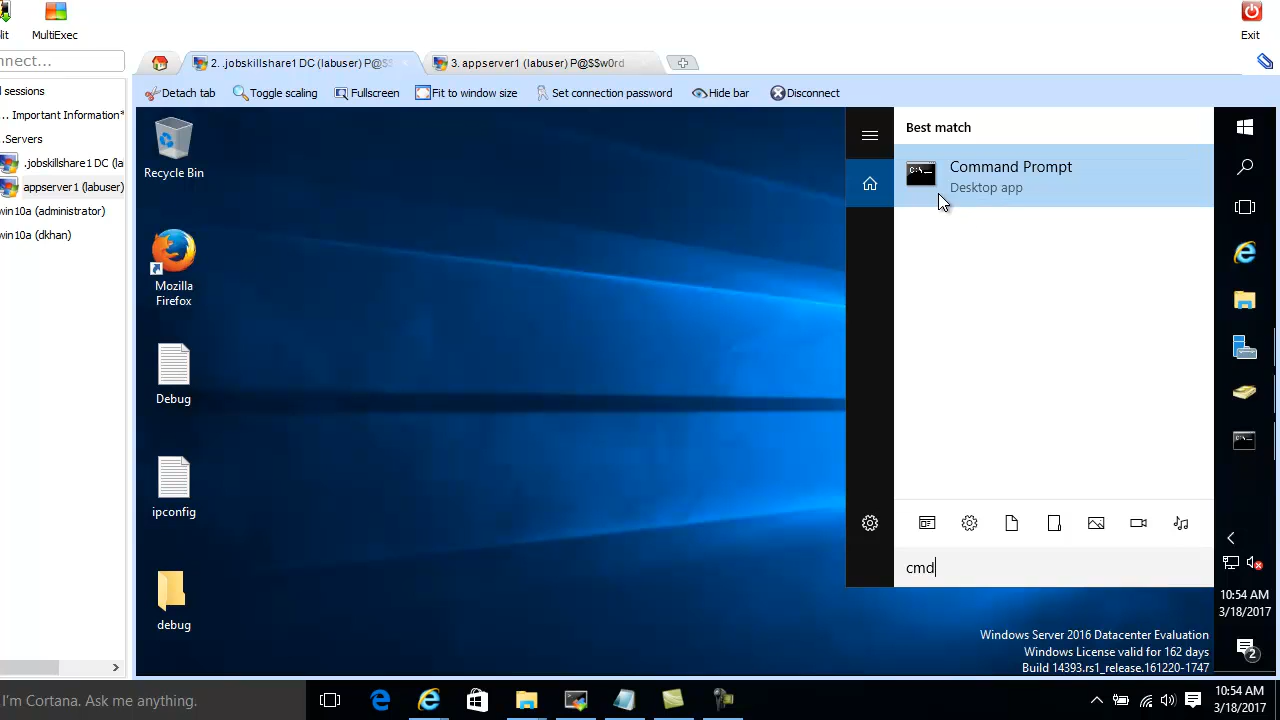 lit
MultiExec
Exit
nnect...
2. .jobskillshare1 DC (labuser) P@$$
3. appserver1 (labuser) P@$$w0rd
Detach tab
Toggle scaling
Fullscreen
Fit to window size
Set connection password
Hide bar
Disconnect
sessions
... Important Information*
..Servers
.jobskillshare1 DC (la
appserver1 (labuser)
win10a (administrator)
win10a (dkhan)
Recycle Bin
Mozilla
Firefox
Debug
ipconfig
debug
Best match
Command Prompt
Desktop app
cmd
10:54 AM
3/18/2017
2
Windows Server 2016 Datacenter Evaluation
Windows License valid for 162 days
Build 14393.rs1_release.161220-1747
I'm Cortana. Ask me anything.
10:54 AM
3/18/2017